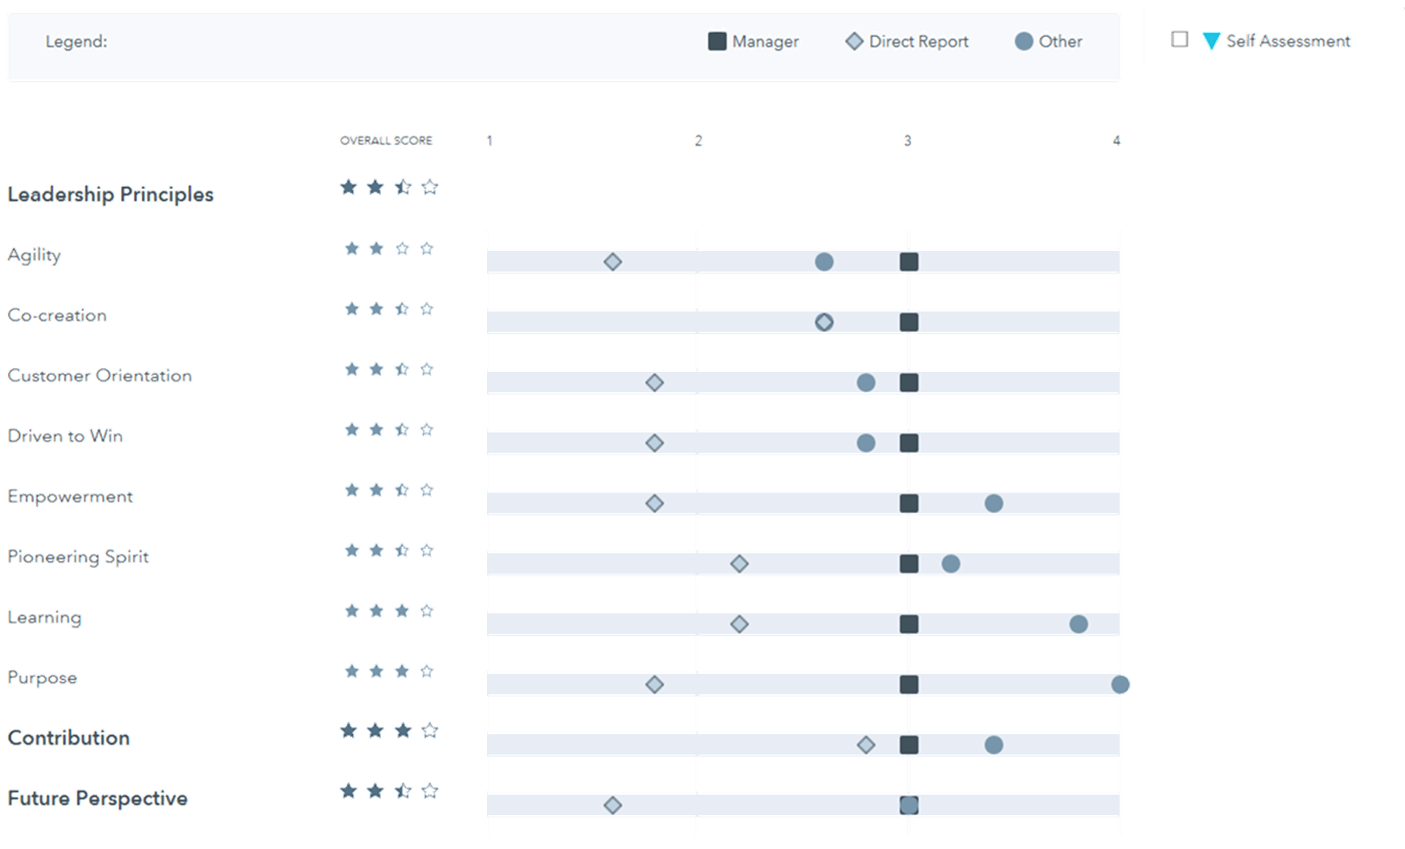 Legend:
Manager
Direct Report
Other
Self Assessment
OVERALL SCORE 1 2 3 4
Leadership Principles
Agility
Co-creation
Customer Orientation
Driven to Win
Empowerment
Pioneering Spirit
Learning
Purpose
Contribution
Future Perspective